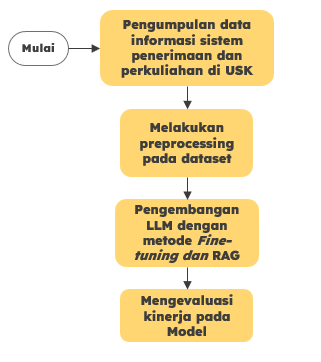 Mulai
Pengumpulan data
informasi sistem
penerimaan dan
perkuliahan di USK
Melakukan
preprocessing
pada dataset
Pengembangan
LLM dengan
metode Fine-
tuning dan RAG
Mengevaluasi
kinerja pada
Model